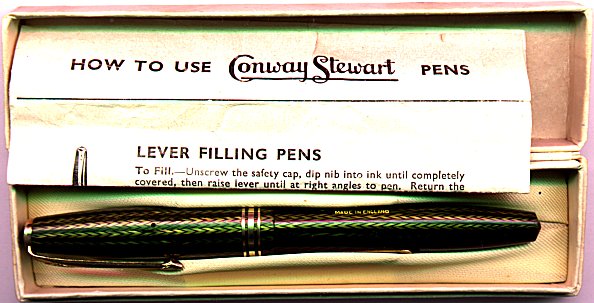 HOW TO USE Conway Stewart PENS
LEVER FILLING PENS
To Fill.—Unscrew the safety cap, dip nib into ink until completely
covered, then raise lever until at right angles to pen. Return the
MADE IN ENGLAND